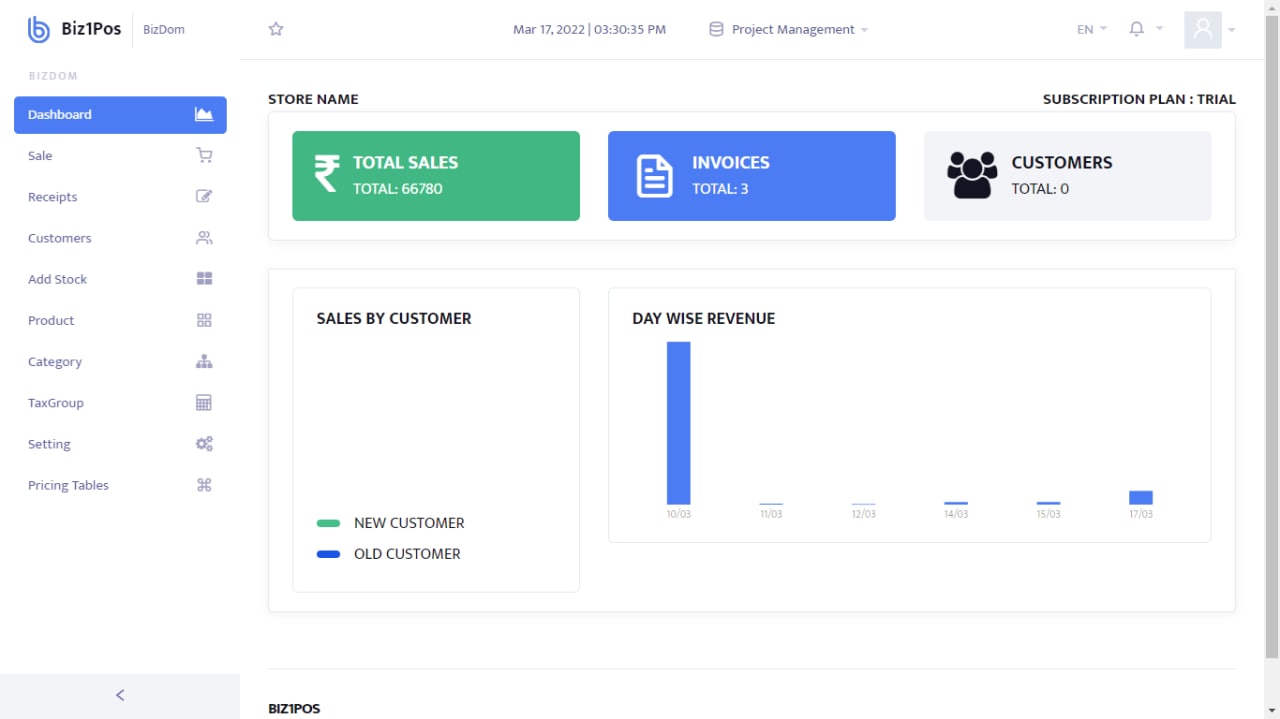 Biz1Pos BizDom
Mar 17, 2022 | 03:30:35 PM Project Management EN
BIZDOM
Dashboard
Sale
Receipts
Customers
Add Stock
Product
Category
TaxGroup
Setting
Pricing Tables
STORE NAME SUBSCRIPTION PLAN : TRIAL
TOTAL SALES
TOTAL: 66780
INVOICES
TOTAL: 3
CUSTOMERS
TOTAL: 0
SALES BY CUSTOMER
NEW CUSTOMER
OLD CUSTOMER
DAY WISE REVENUE
10/03 11/03 12/03 14/03 15/03 17/03
BIZ1POS